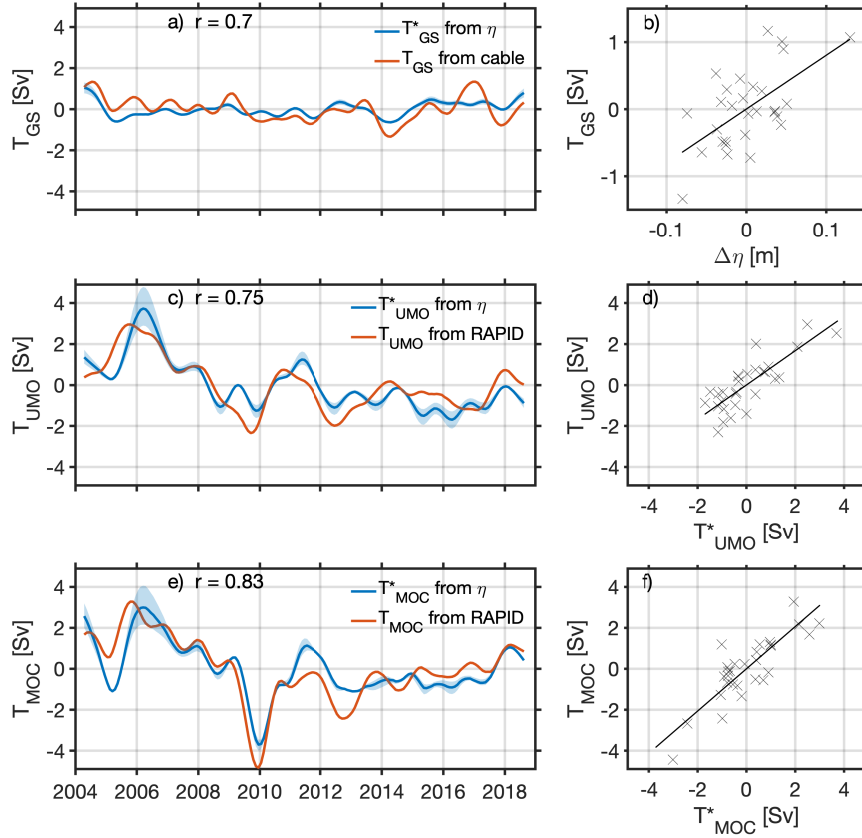 a) r = 0.7
T*GS from η
TGS from cable
4
2
0
-2
-4
TGS [Sv]
b)
1
0
-1
TGS [Sv]
-0.1
0
0.1
Δη [m]
c) r = 0.75
T*UMO from η
TUMO from RAPID
4
2
0
-2
-4
TUMO [Sv]
d)
4
2
0
-2
-4
TUMO [Sv]
-4
-2
0
2
4
T*UMO [Sv]
e) r = 0.83
T*MOC from η
TMOC from RAPID
4
2
0
-2
-4
TMOC [Sv]
2004 2006 2008 2010 2012 2014 2016 2018
f)
4
2
0
-2
-4
TMOC [Sv]
-4
-2
0
2
4
T*MOC [Sv]